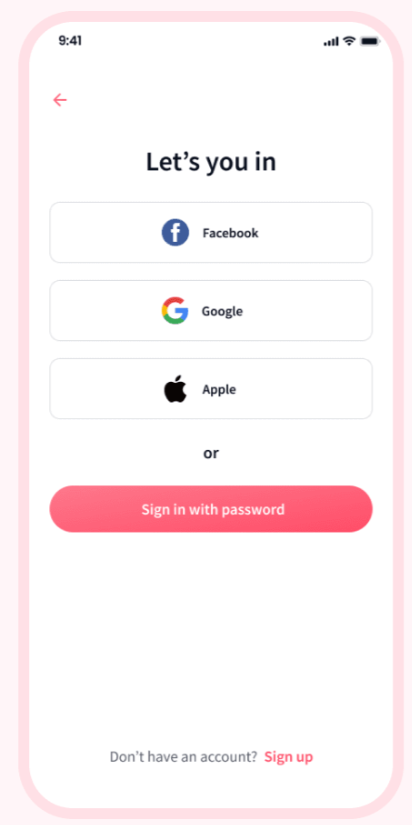 9:41
Let's you in
Facebook
Google
Apple
or
Sign in with password
Don't have an account? Sign up